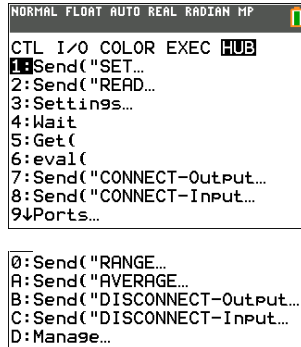 NORMAL FLOAT AUTO REAL RADIAN MP
CTL I/O COLOR EXEC HUB
1:Send("SET…
2:Send("READ…
3:Settings…
4:Wait
5:Get(
6:eval(
7:Send("CONNECT-Output…
8:Send("CONNECT-Input…
9↓Ports…
0:Send("RANGE…
A:Send("AVERAGE…
B:Send("DISCONNECT-Output…
C:Send("DISCONNECT-Input…
D:Manage…